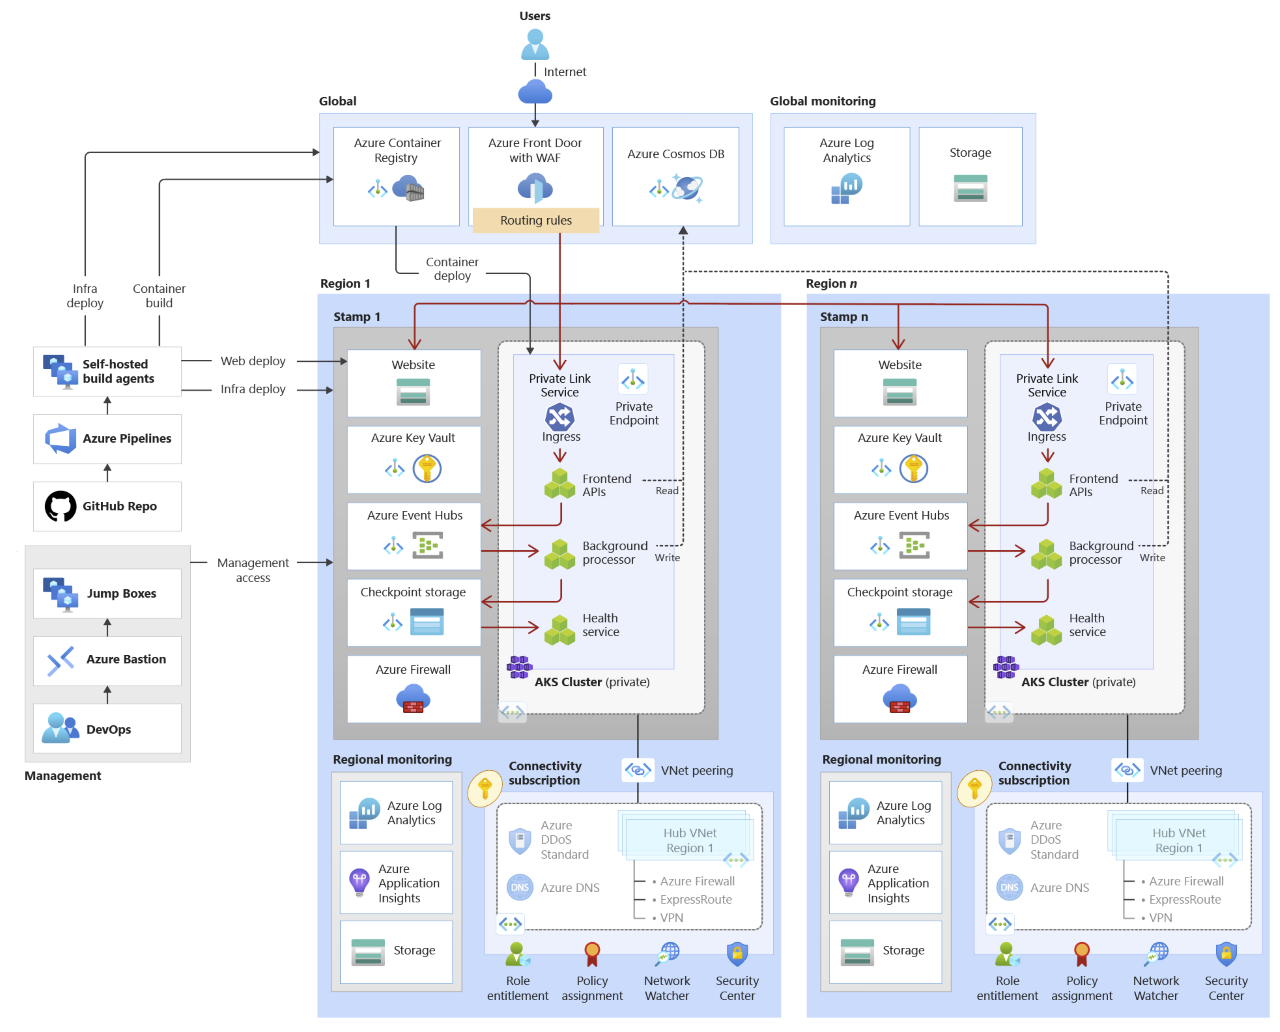 Users
Internet
Global
Global monitoring
Azure Container
Registry
Azure Front Door
with WAF
Routing rules
Azure Cosmos DB
Azure Log
Analytics
Storage
Container
deploy
Infra
deploy
Container
build
Self-hosted
build agents
Web deploy
Infra deploy
Azure Pipelines
GitHub Repo
Management
access
Jump Boxes
Azure Bastion
DevOps
Management
Region 1
Stamp 1
Website
Azure Key Vault
Azure Event Hubs
Checkpoint storage
Azure Firewall
Private Link
Service
Ingress
Private
Endpoint
Frontend
APIs
Read
Background
processor
Write
Health
service
AKS Cluster (private)
Regional monitoring
Azure Log
Analytics
Azure
Application
Insights
Storage
Connectivity
subscription
VNet peering
Azure
DDoS
Standard
Azure DNS
DNS
Hub VNet
Region 1
• Azure Firewall
• ExpressRoute
• VPN
Role
entitlement
Policy
assignment
Network
Watcher
Security
Center
Region n
Stamp n
Website
Azure Key Vault
Azure Event Hubs
Checkpoint storage
Azure Firewall
Private Link
Service
Ingress
Private
Endpoint
Frontend
APIs
Read
Background
processor
Write
Health
service
AKS Cluster (private)
Regional monitoring
Azure Log
Analytics
Azure
Application
Insights
Storage
Connectivity
subscription
VNet peering
Azure
DDoS
Standard
Azure DNS
DNS
Hub VNet
Region 1
• Azure Firewall
• ExpressRoute
• VPN
Role
entitlement
Policy
assignment
Network
Watcher
Security
Center